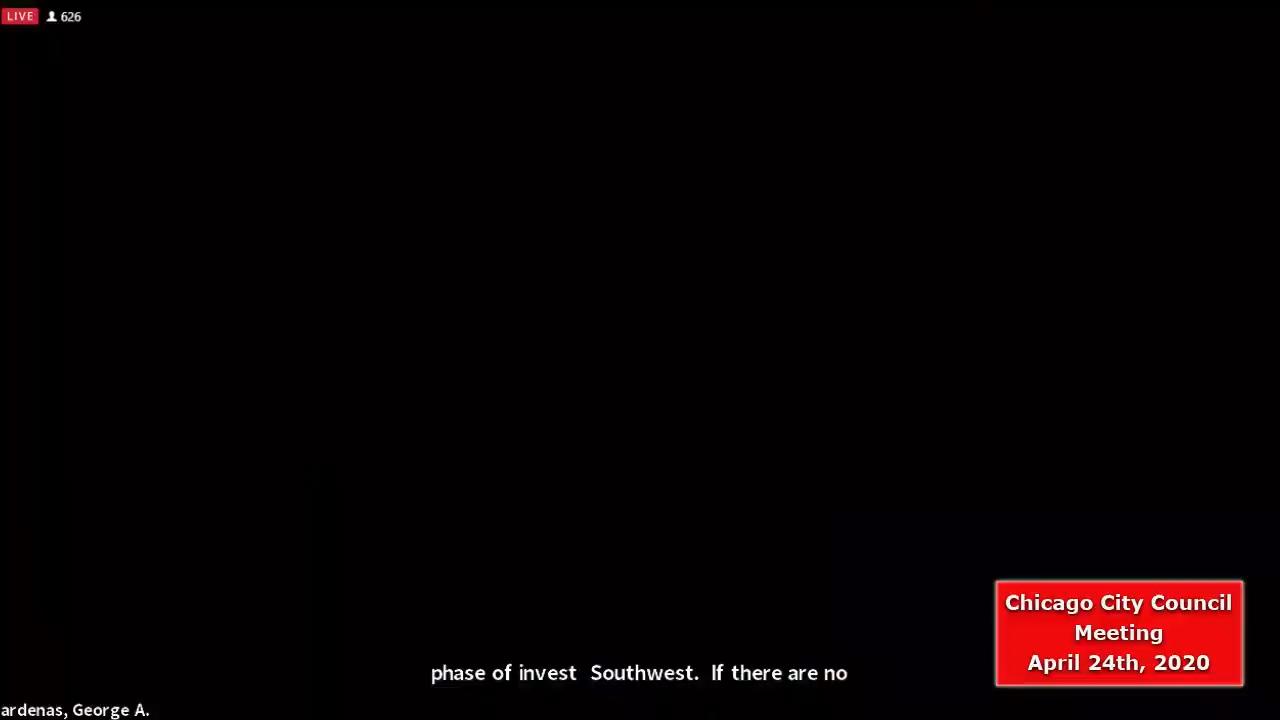 LIVE 626
Chicago City Council
Meeting
April 24th, 2020
phase of invest Southwest. If there are no
ardenas, George A.